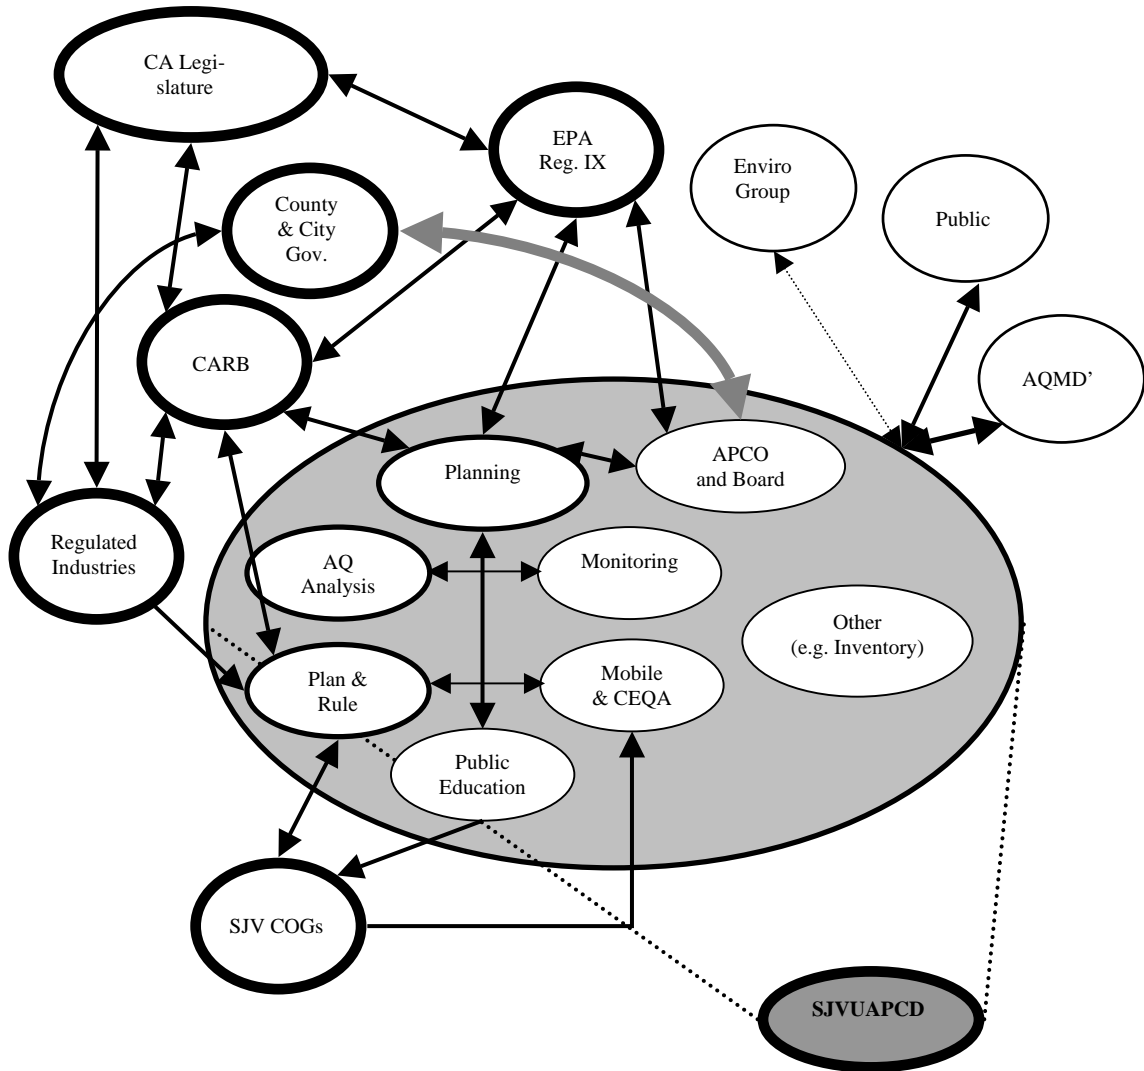 CA Legi-
slature
EPA
Reg. IX
Enviro
Group
Public
County
& City
Gov.
CARB
AQMD’
Planning
APCO
and Board
Regulated
Industries
AQ
Analysis
Monitoring
Other
(e.g. Inventory)
Plan &
Rule
Mobile
& CEQA
Public
Education
SJV COGs
SJVUAPCD